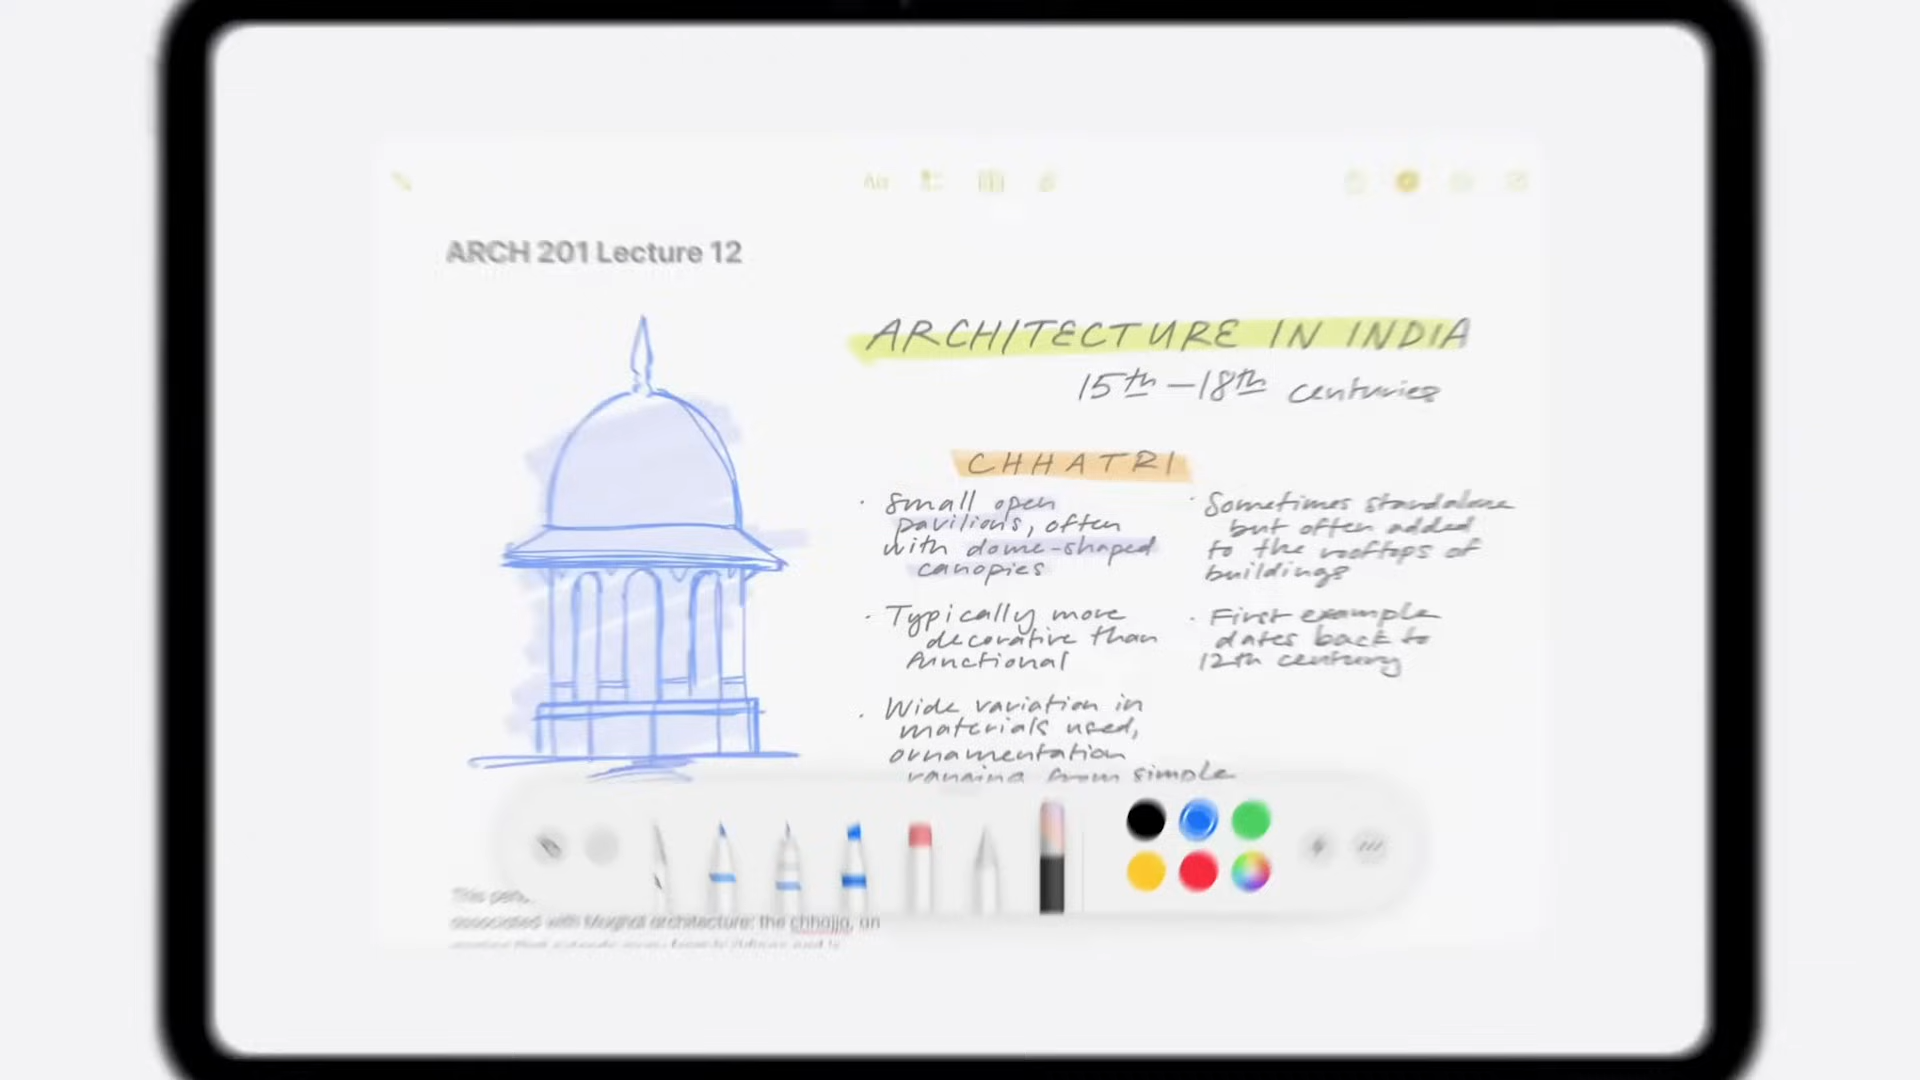 Aa
ARCH 201 Lecture 12
ARCHITECTURE IN INDIA
15th – 18th centuries
CHHATRI
· Small open
pavilions, often
with dome-shaped
canopies
· Typically more
decorative than
functional
· Wide variation in
materials used,
ornamentation
ranging from simple
· Sometimes standalone
but often added
to the rooftops of
buildings
· First example
dates back to
12th century
This
associated with Mughal architecture: the chhajja, an